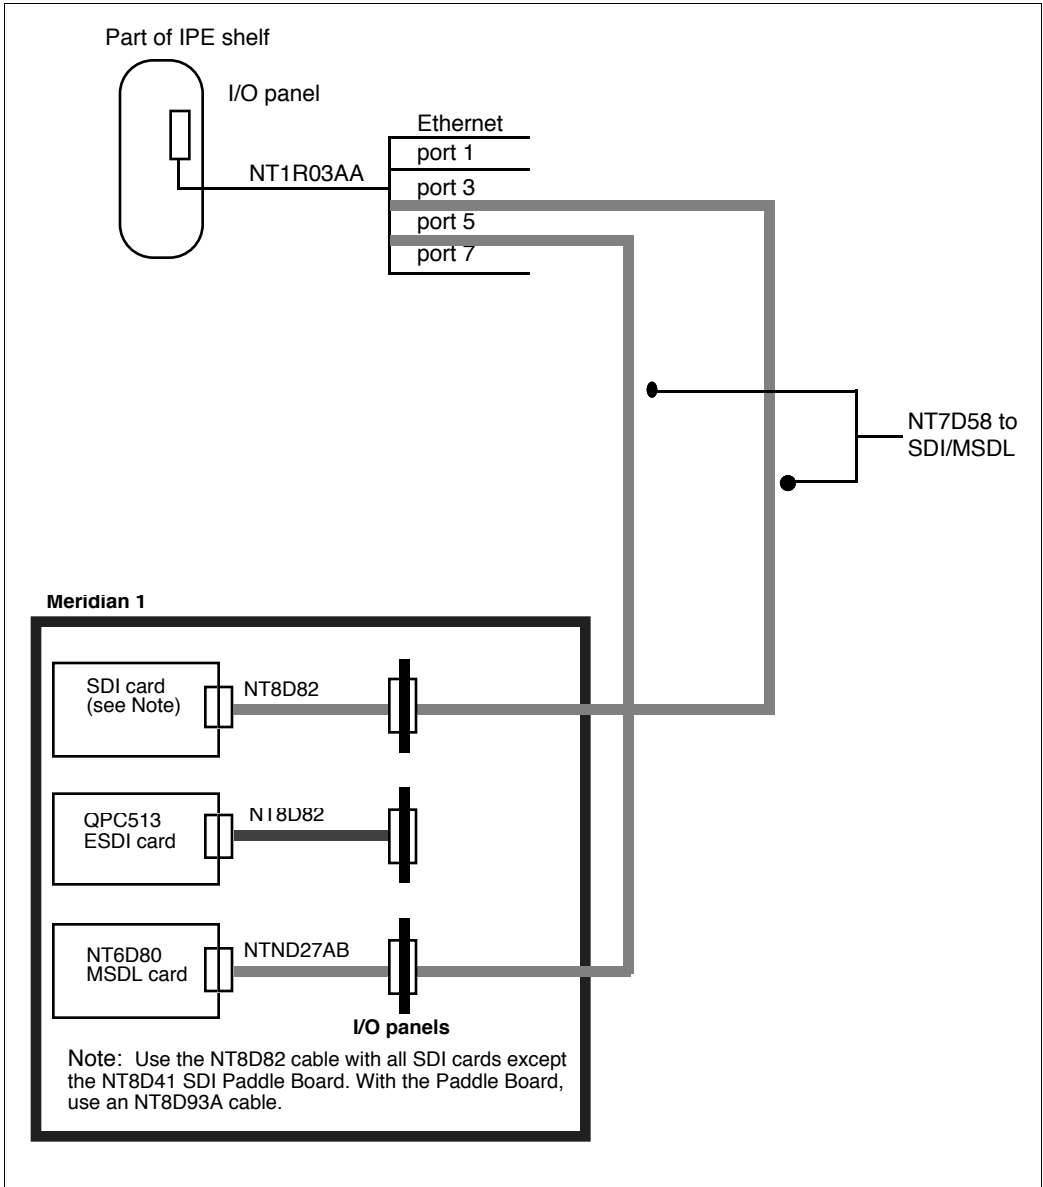 Part of IPE shelf
I/O panel
Ethernet
port 1
NT1R03AA
port 3
port 5
port 7
NT7D58 to
SDI/MSDL
Meridian 1
SDI card
(see Note)
NT8D82
QPC513
ESDI card
NT8D82
NT6D80
MSDL card
NTND27AB
I/O panels
Note: Use the NT8D82 cable with all SDI cards except
the NT8D41 SDI Paddle Board. With the Paddle Board,
use an NT8D93A cable.